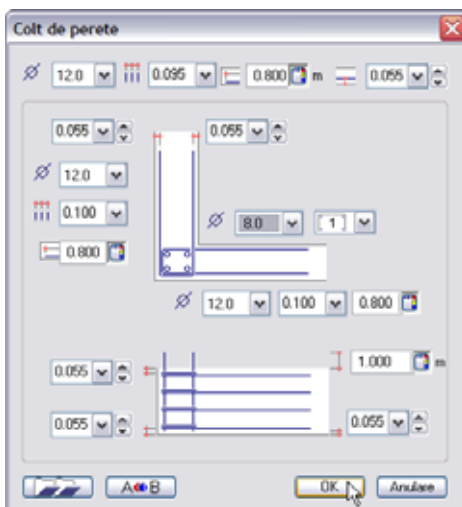 Colt de perete
Ø 12.0 0.095 0.800 m 0.055
0.055 0.055
Ø 12.0
0.100
0.800
Ø 8.0 [ 1 ]
Ø 12.0 0.100 0.800
0.055 1.000 m
0.055 0.055
A B OK Anulare